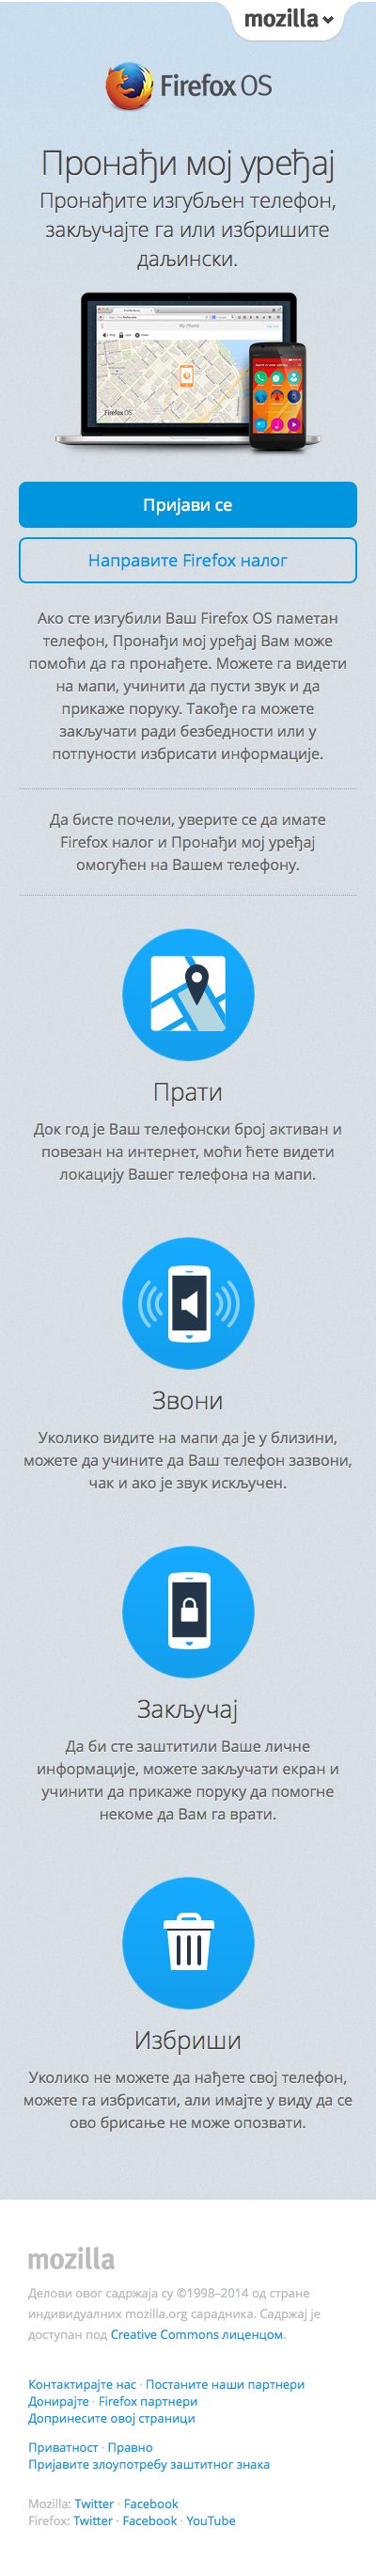 mozilla
Firefox OS
Пронађи мој уређај
Пронађите изгубљен телефон,
закључајте га или избришите
даљински.
My Phone
Firefox OS
Пријави се
Направите Firefox налог
Ако сте изгубили Ваш Firefox OS паметан
телефон, Пронађи мој уређај Вам може
помоћи да га пронађете. Можете га видети
на мапи, учинити да пусти звук и да
прикаже поруку. Такође га можете
закључати ради безбедности или у
потпуности избрисати информације.
Да бисте почели, уверите се да имате
Firefox налог и Пронађи мој уређај
омогућен на Вашем телефону.
Прати
Док год је Ваш телефонски број активан и
повезан на интернет, моћи ћете видети
локацију Вашег телефона на мапи.
Звони
Уколико видите на мапи да је у близини,
можете да учините да Ваш телефон зазвони,
чак и ако је звук искључен.
Закључај
Да би сте заштитили Ваше личне
информације, можете закључати екран и
учинити да прикаже поруку да помогне
некоме да Вам га врати.
Избриши
Уколико не можете да нађете свој телефон,
можете га избрисати, али имајте у виду да се
ово брисање не може опозвати.
mozilla
Делови овог садржаја су ©1998–2014 од стране
индивидуалних mozilla.org сарадника. Садржај је
доступан под Creative Commons лиценцом.
Контактирајте нас · Постаните наши партнери
Донирајте · Firefox партнери
Допринесите овој страници
Приватност · Правно
Пријавите злоупотребу заштитног знака
Mozilla: Twitter · Facebook
Firefox: Twitter · Facebook · YouTube